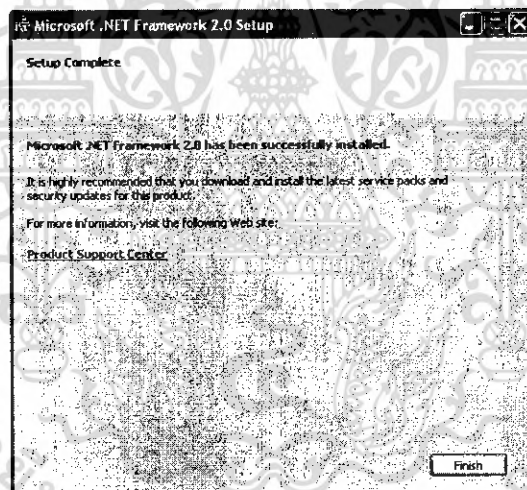 Microsoft .NET Framework 2.0 Setup
Setup Complete
Microsoft .NET Framework 2.0 has been successfully installed.
It is highly recommended that you download and install the latest service packs and
security updates for this product.
For more information, visit the following Web site:
Product Support Center
Finish